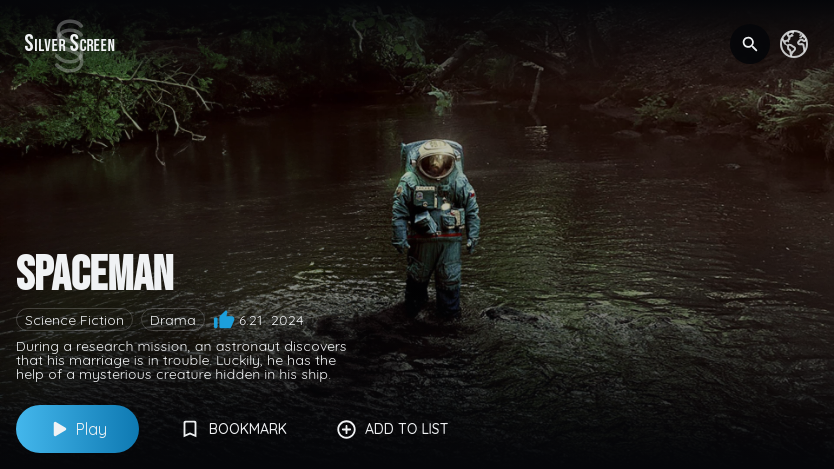 Silver Screen
SPACEMAN
Science Fiction Drama 6.21 2024
During a research mission, an astronaut discovers
that his marriage is in trouble. Luckily, he has the
help of a mysterious creature hidden in his ship.
Play BOOKMARK ADD TO LIST